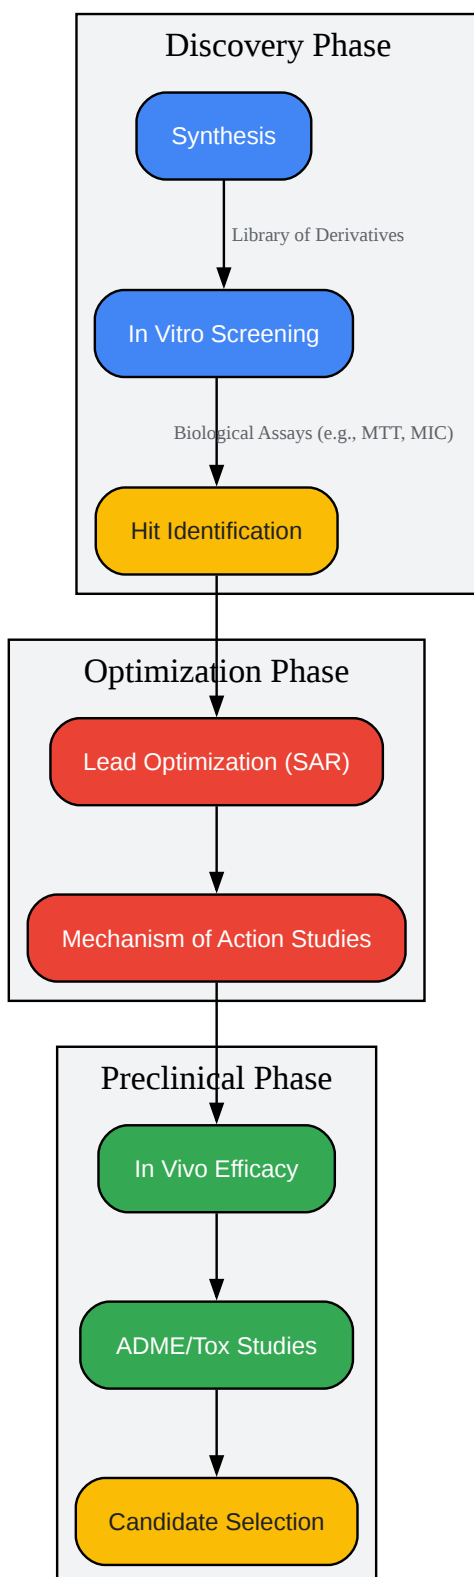 Discovery Phase
Synthesis
Library of Derivatives
In Vitro Screening
Biological Assays (e.g., MTT, MIC)
Hit Identification
Optimization Phase
Lead Optimization (SAR)
Mechanism of Action Studies
Preclinical Phase
In Vivo Efficacy
ADME/Tox Studies
Candidate Selection